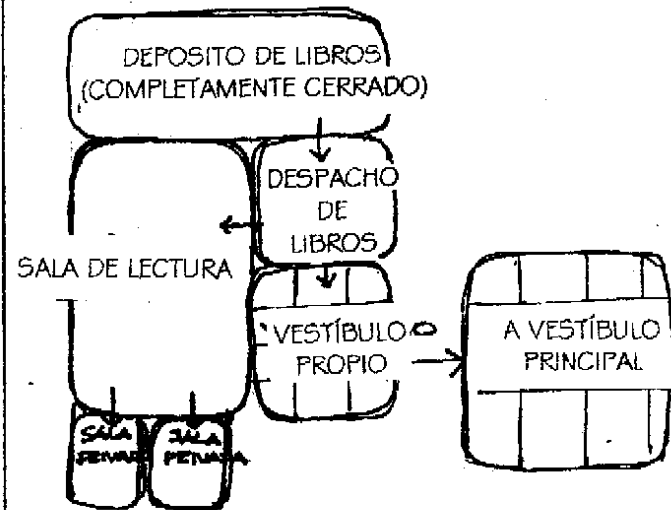 DEPOSITO DE LIBROS
(COMPLETAMENTE CERRADO)
DESPACHO
DE
LIBROS
SALA DE LECTURA
VESTÍBULO
PROPIO
A VESTÍBULO
PRINCIPAL
SALA
SALA